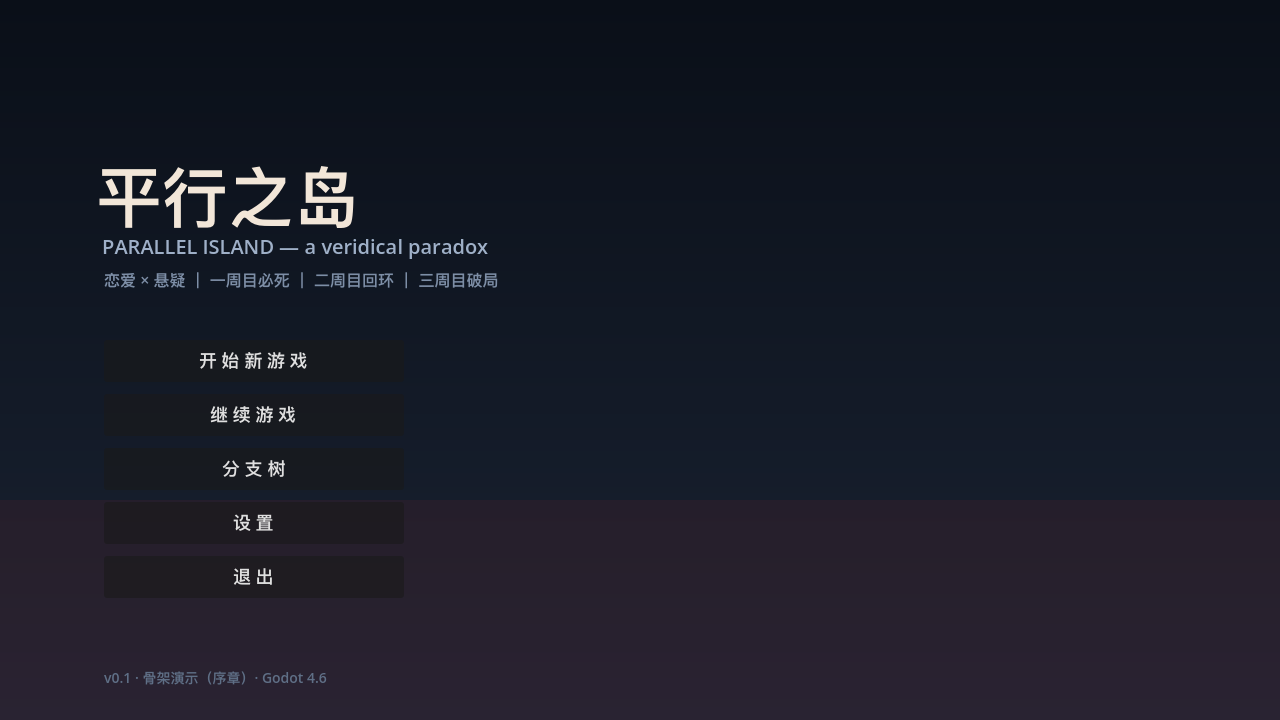 平行之岛
PARALLEL ISLAND — a veridical paradox
恋爱 × 悬疑 ｜ 一周目必死 ｜ 二周目回环 ｜ 三周目破局
开 始 新 游 戏
继 续 游 戏
分 支 树
设 置
退 出
v0.1 · 骨架演示（序章）· Godot 4.6